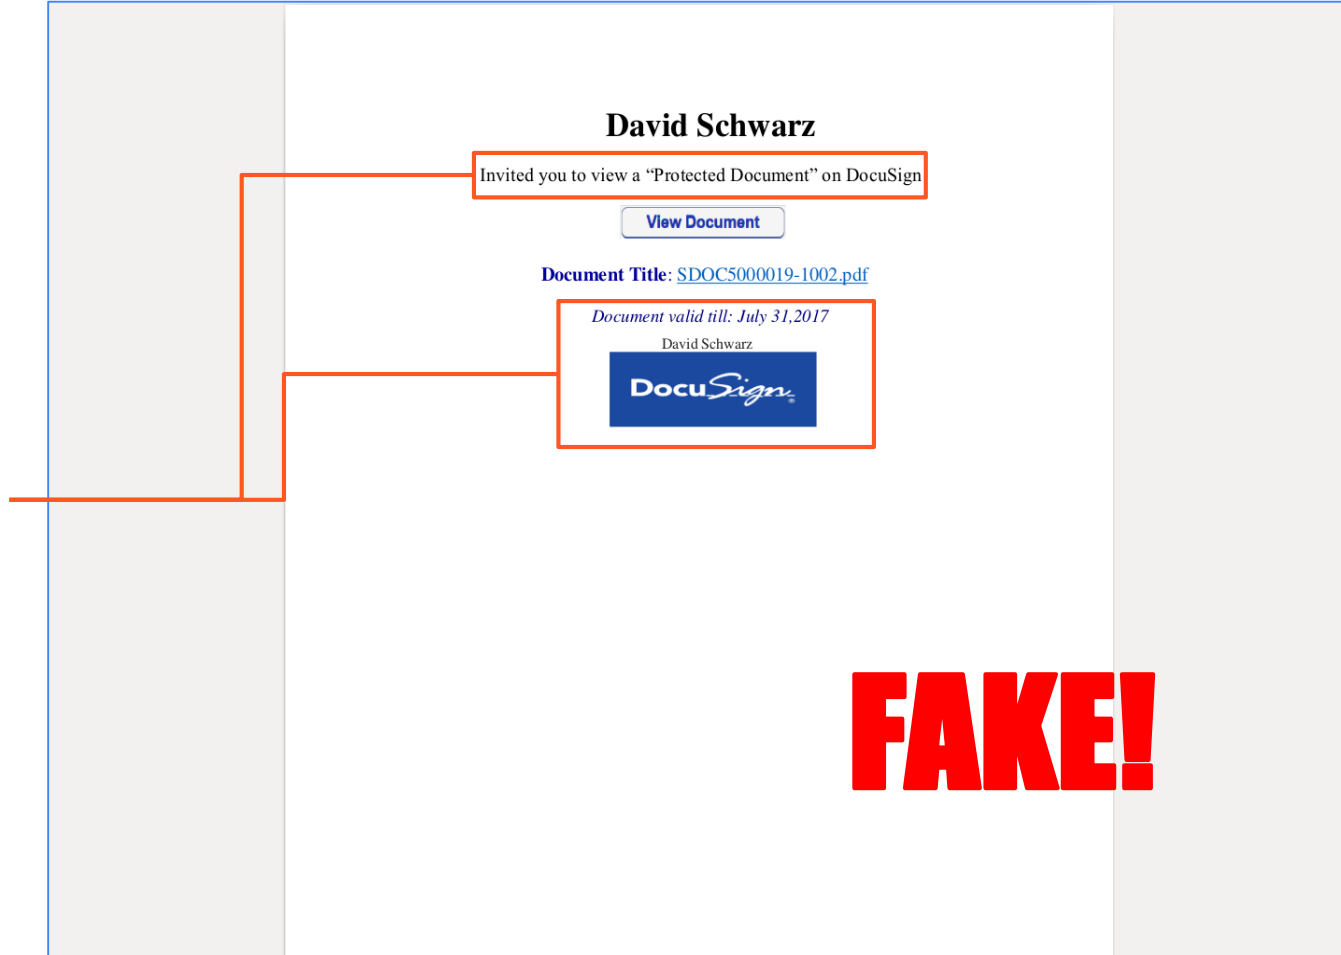 David Schwarz
Invited you to view a “Protected Document” on DocuSign
View Document
Document Title: SDOC5000019-1002.pdf
Document valid till: July 31,2017
David Schwarz
DocuSign®
FAKE!